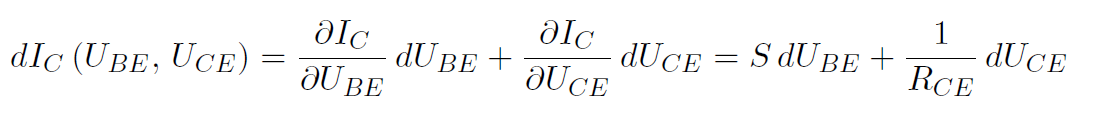 dI_C (U_{BE}, U_{CE}) = \frac{\partial I_C}{\partial U_{BE}} dU_{BE} + \frac{\partial I_C}{\partial U_{CE}} dU_{CE} = S dU_{BE} + \frac{1}{R_{CE}} dU_{CE}